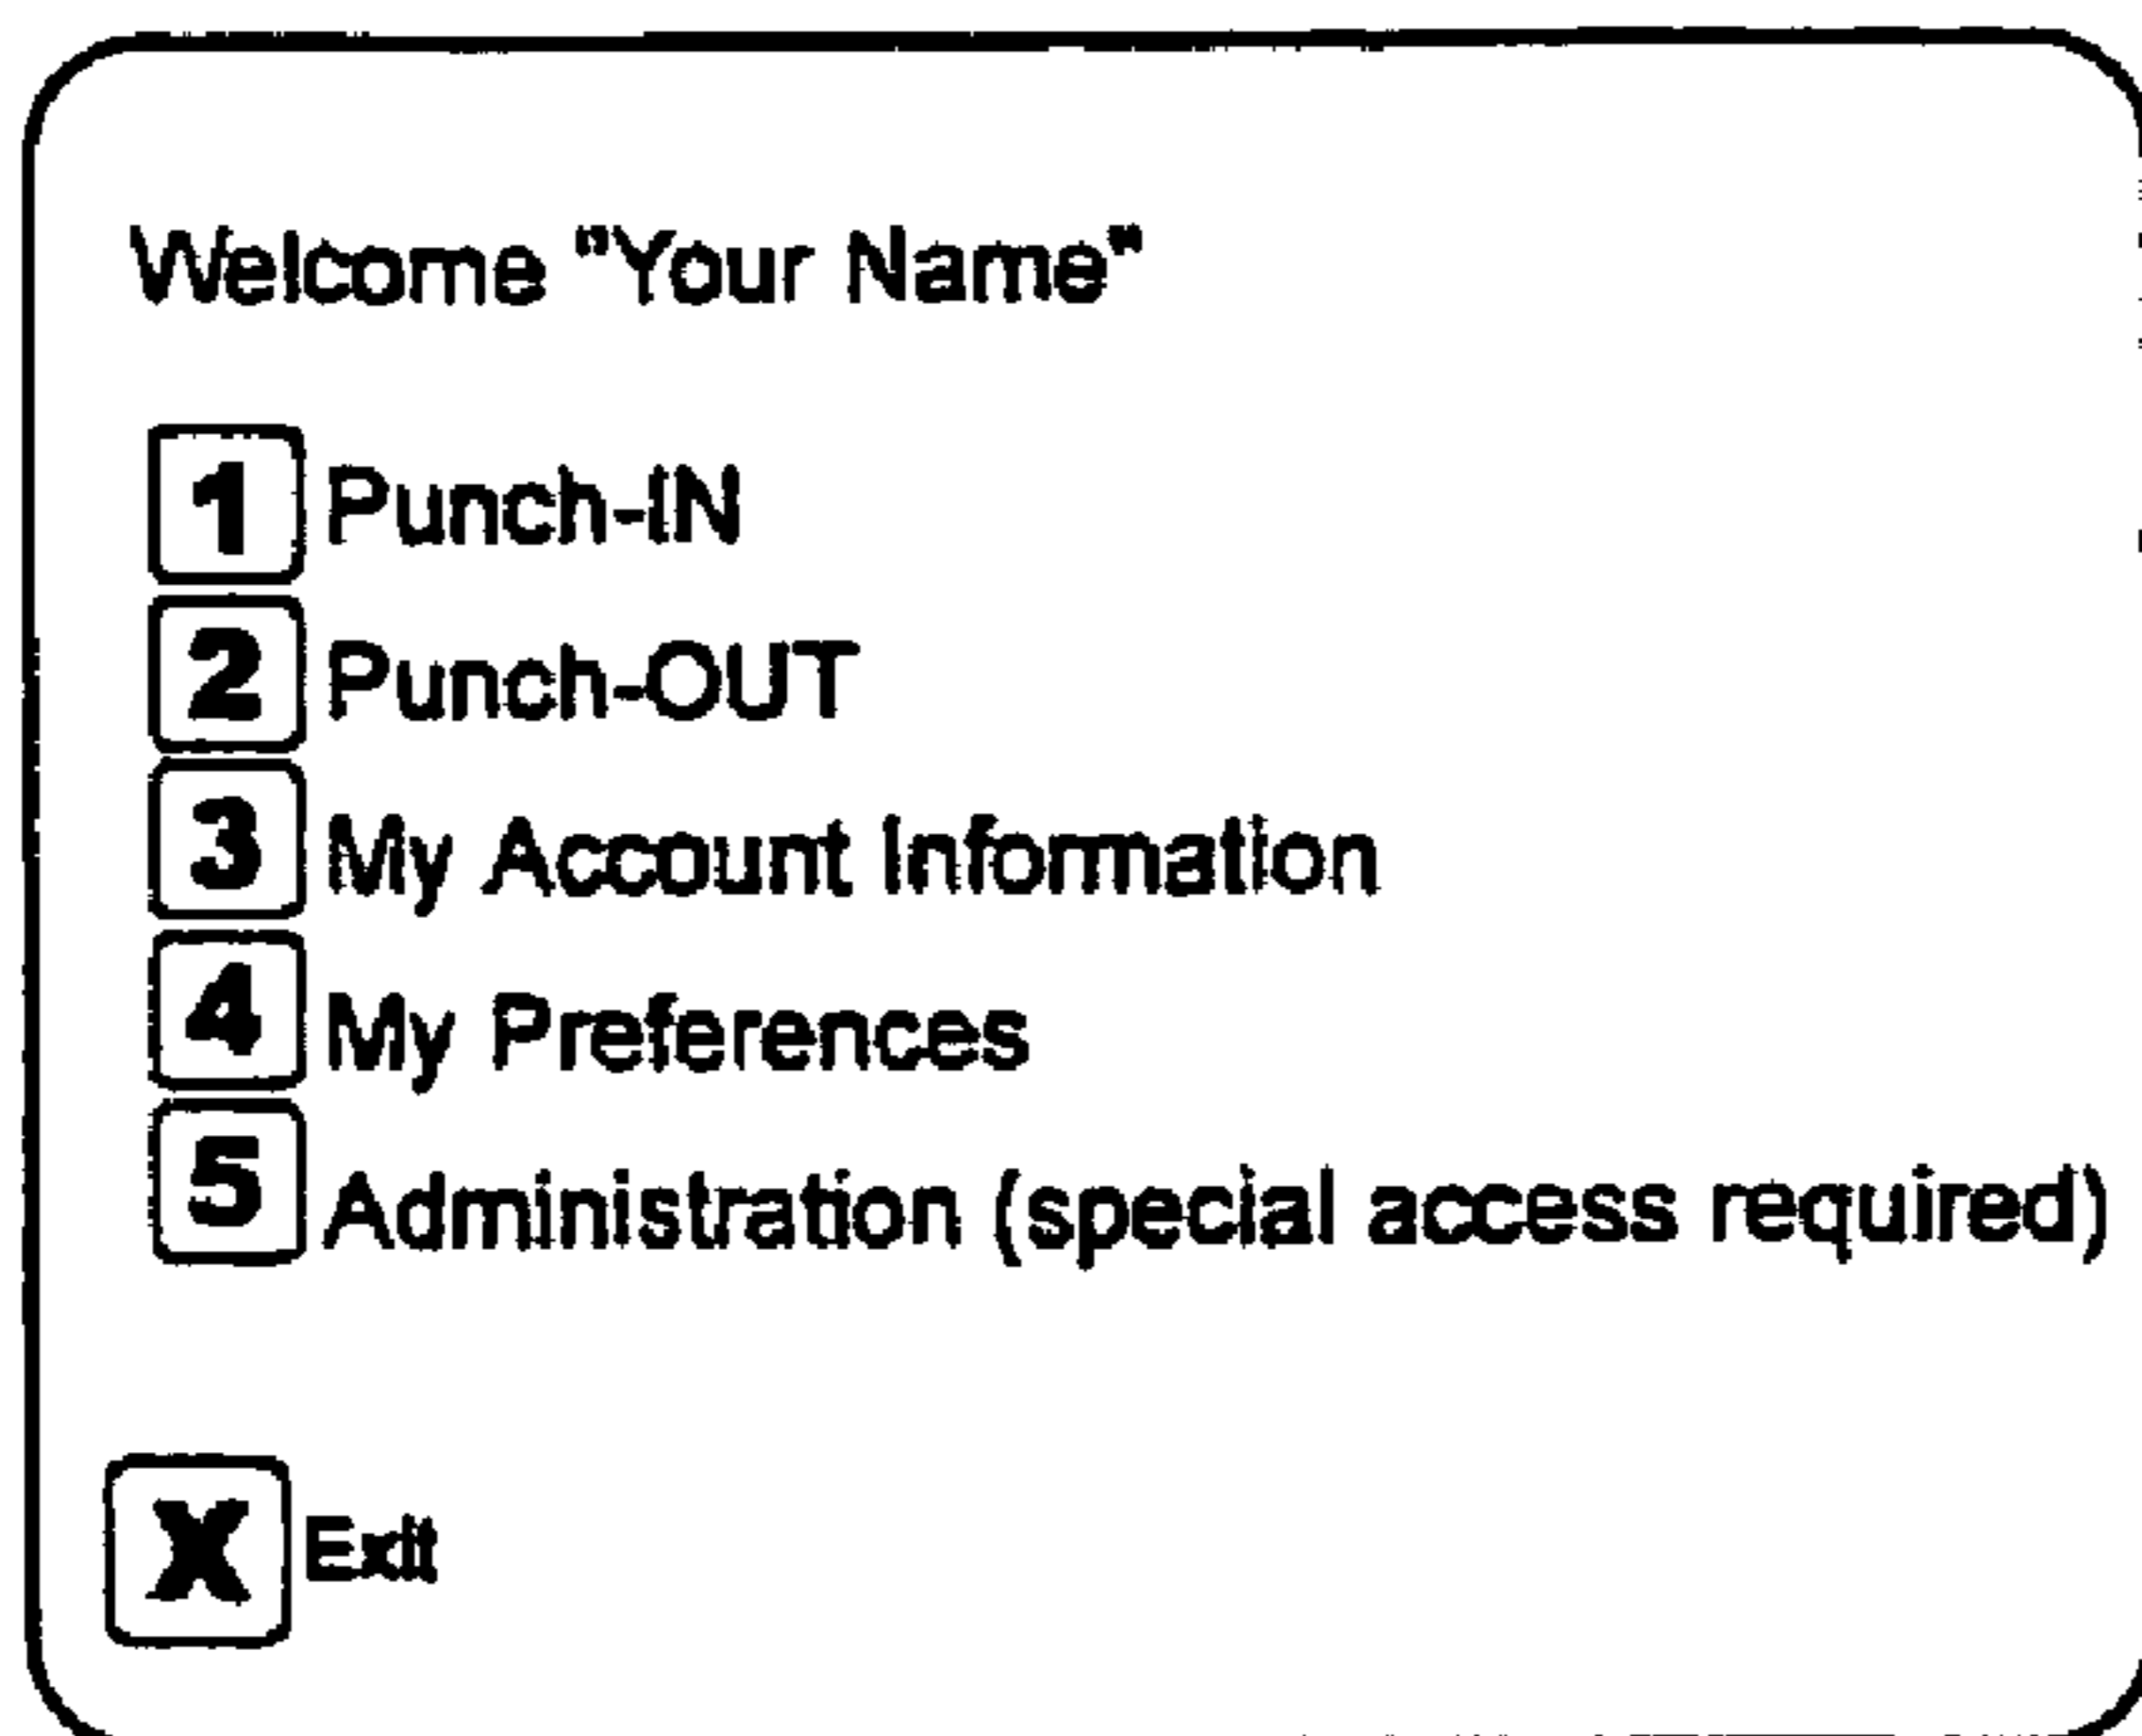 Welcome "Your Name"
1 Punch-IN
2 Punch-OUT
3 My Account Information
4 My Preferences
5 Administration (special access required)
X Exit